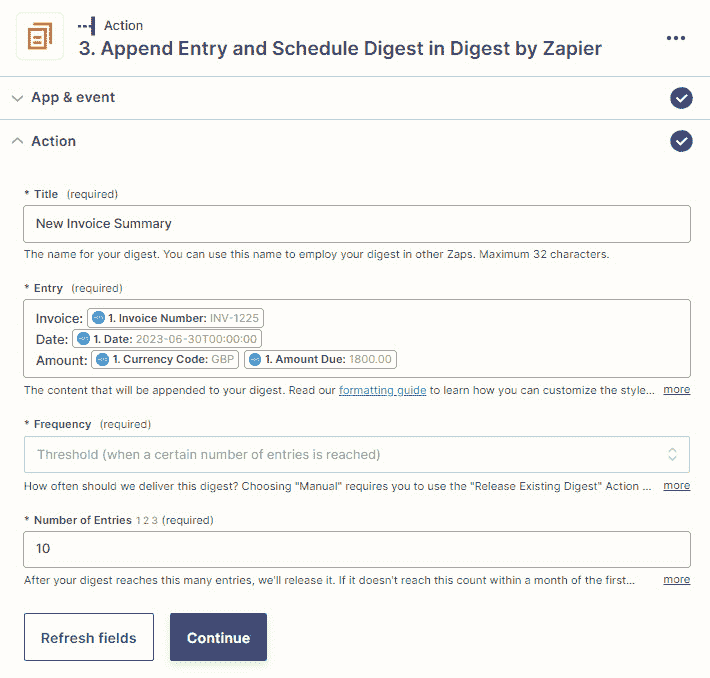 Action
3. Append Entry and Schedule Digest in Digest by Zapier
App & event
Action
* Title (required)
New Invoice Summary
The name for your digest. You can use this name to employ your digest in other Zaps. Maximum 32 characters.
* Entry (required)
Invoice: 1. Invoice Number: INV-1225
Date: 1. Date: 2023-06-30T00:00:00
Amount: 1. Currency Code: GBP 1. Amount Due: 1800.00
The content that will be appended to your digest. Read our formatting guide to learn how you can customize the style... more
* Frequency (required)
Threshold (when a certain number of entries is reached)
How often should we deliver this digest? Choosing "Manual" requires you to use the "Release Existing Digest" Action ... more
* Number of Entries 1 2 3 (required)
10
After your digest reaches this many entries, we'll release it. If it doesn't reach this count within a month of the first... more
Refresh fields Continue